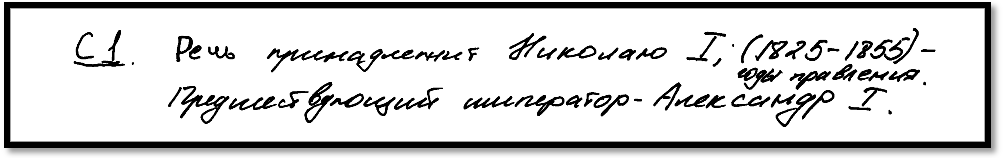 С1. Речь принадлежит Николаю I; (1825-1855) -
годы правления.
Предшествующий император - Александр I.